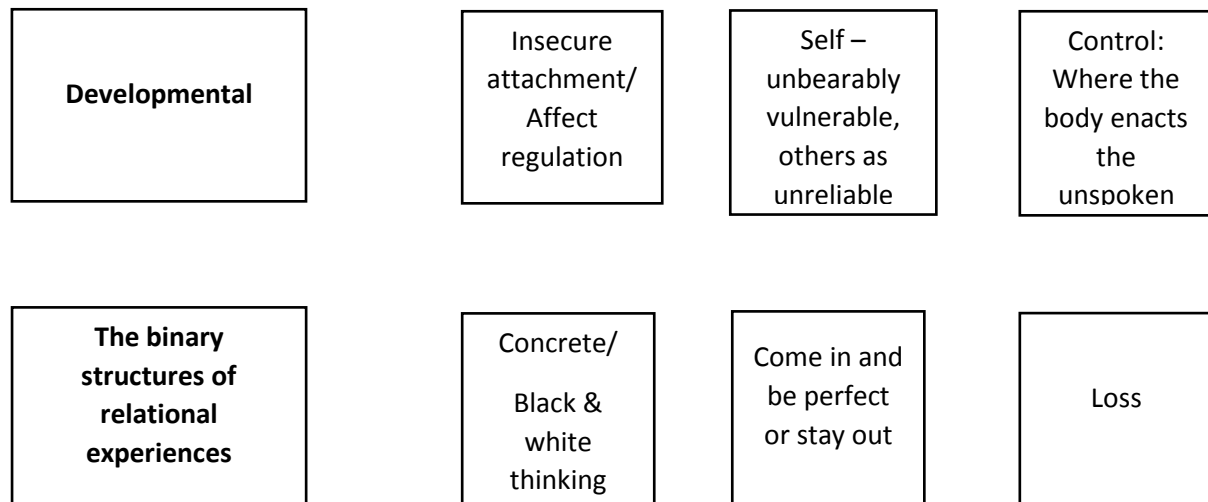 Developmental
Insecure
attachment/
Affect
regulation
Self –
unbearably
vulnerable,
others as
unreliable
Control:
Where the
body enacts
the
unspoken
The binary
structures of
relational
experiences
Concrete/
Black &
white
thinking
Come in and
be perfect
or stay out
Loss